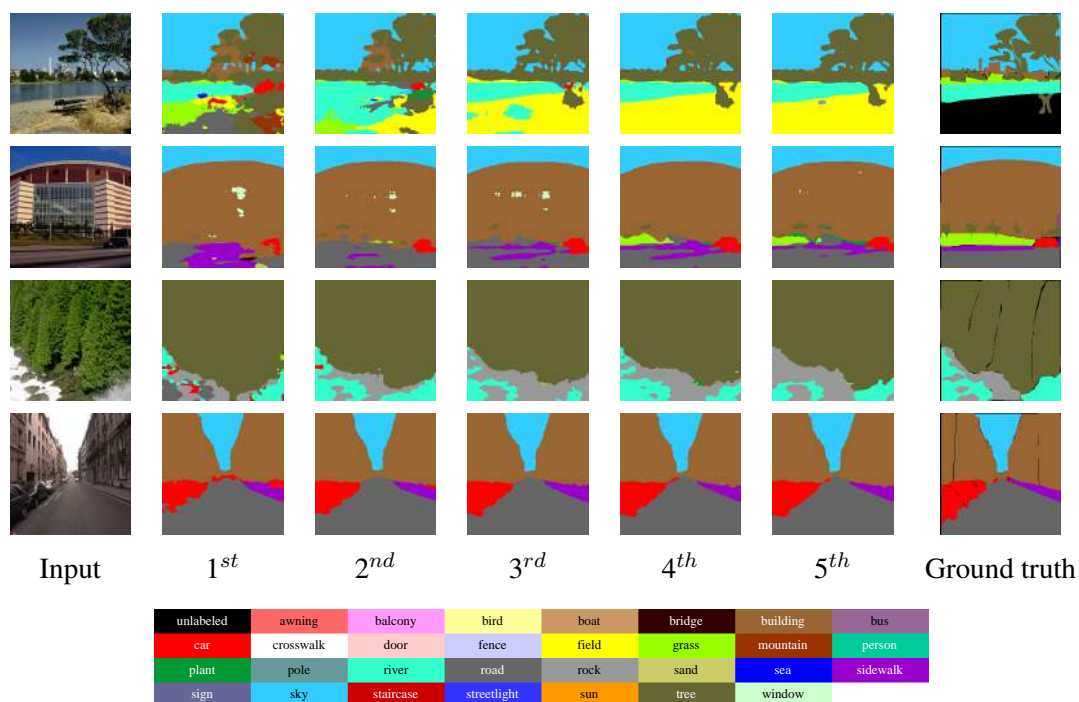 Input 1st 2nd 3rd 4th 5th Ground truth
unlabeled awning balcony bird boat bridge building bus
car crosswalk door fence field grass mountain person
plant pole river road rock sand sea sidewalk
sign sky staircase streetlight sun tree window